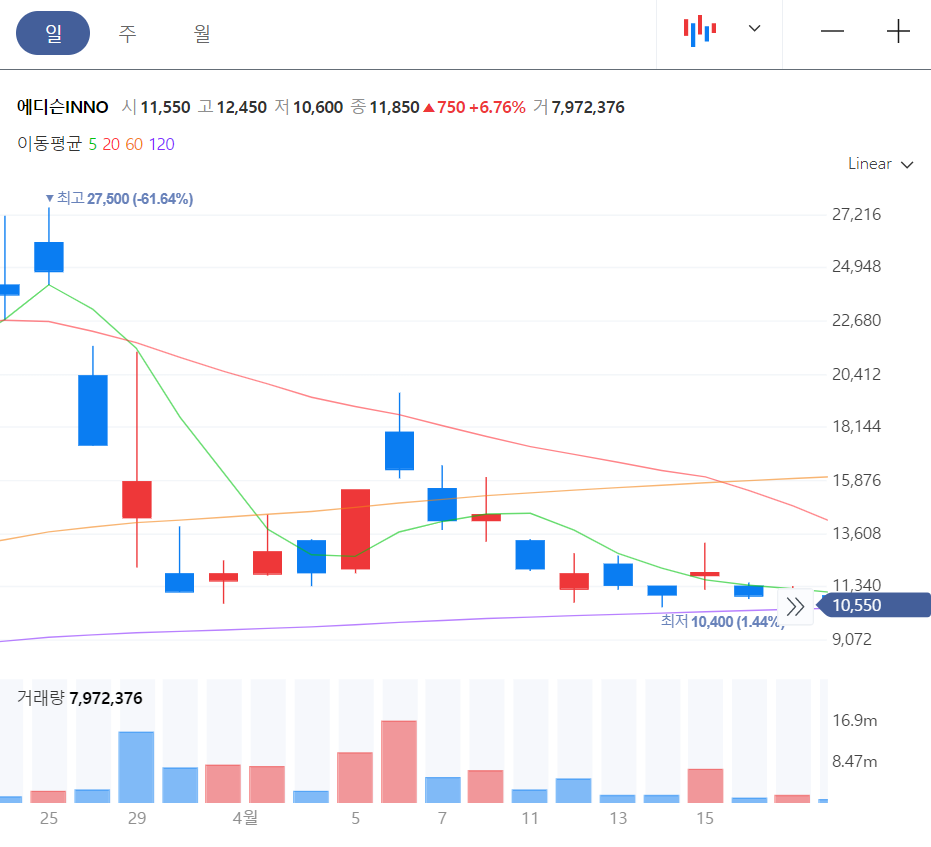 일 주 월
에디슨INNO 시 11,550 고 12,450 저 10,600 종 11,850 ▲750 +6.76% 거 7,972,376
이동평균 5 20 60 120
Linear
▼최고 27,500 (-61.64%)
27,216
24,948
22,680
20,412
18,144
15,876
13,608
11,340
10,550
최저 10,400 (1.44%)
9,072
거래량 7,972,376
16.9m
8.47m
25 29 4월 5 7 11 13 15